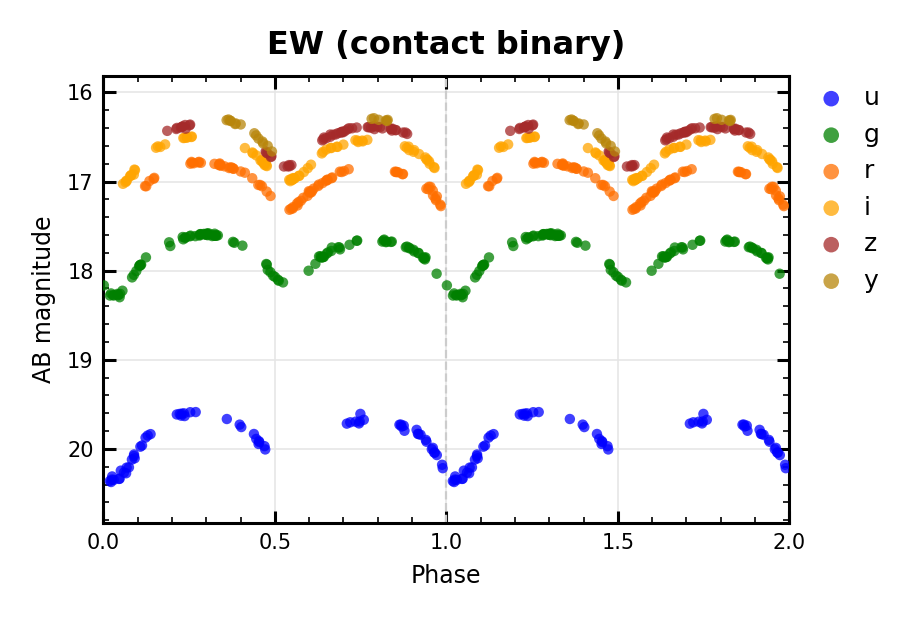 EW (contact binary)
AB magnitude
16
17
18
19
20
0.0 0.5 1.0 1.5 2.0
Phase
u
g
r
i
z
y